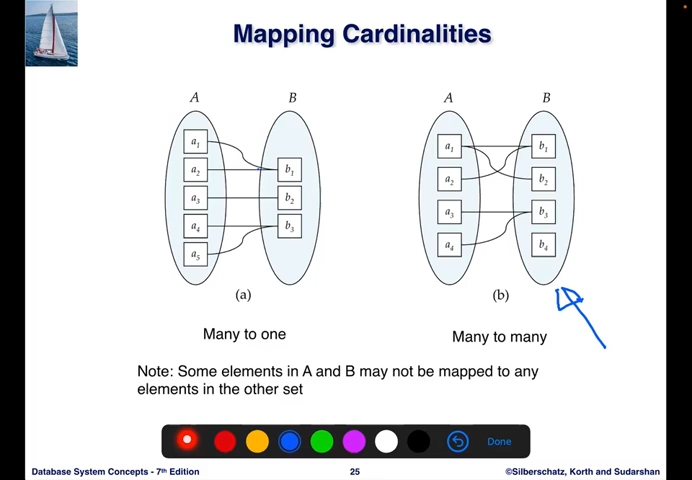 Mapping Cardinalities
A B
a1
a2 b1
a3 b2
a4 b3
a5
(a)
Many to one
A B
a1 b1
a2 b2
a3 b3
a4 b4
(b)
Many to many
Note: Some elements in A and B may not be mapped to any
elements in the other set
Done
Database System Concepts - 7th Edition 25 ©Silberschatz, Korth and Sudarshan